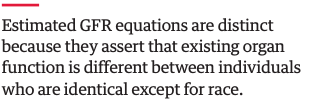 Estimated GFR equations are distinct
because they assert that existing organ
function is different between individuals
who are identical except for race.